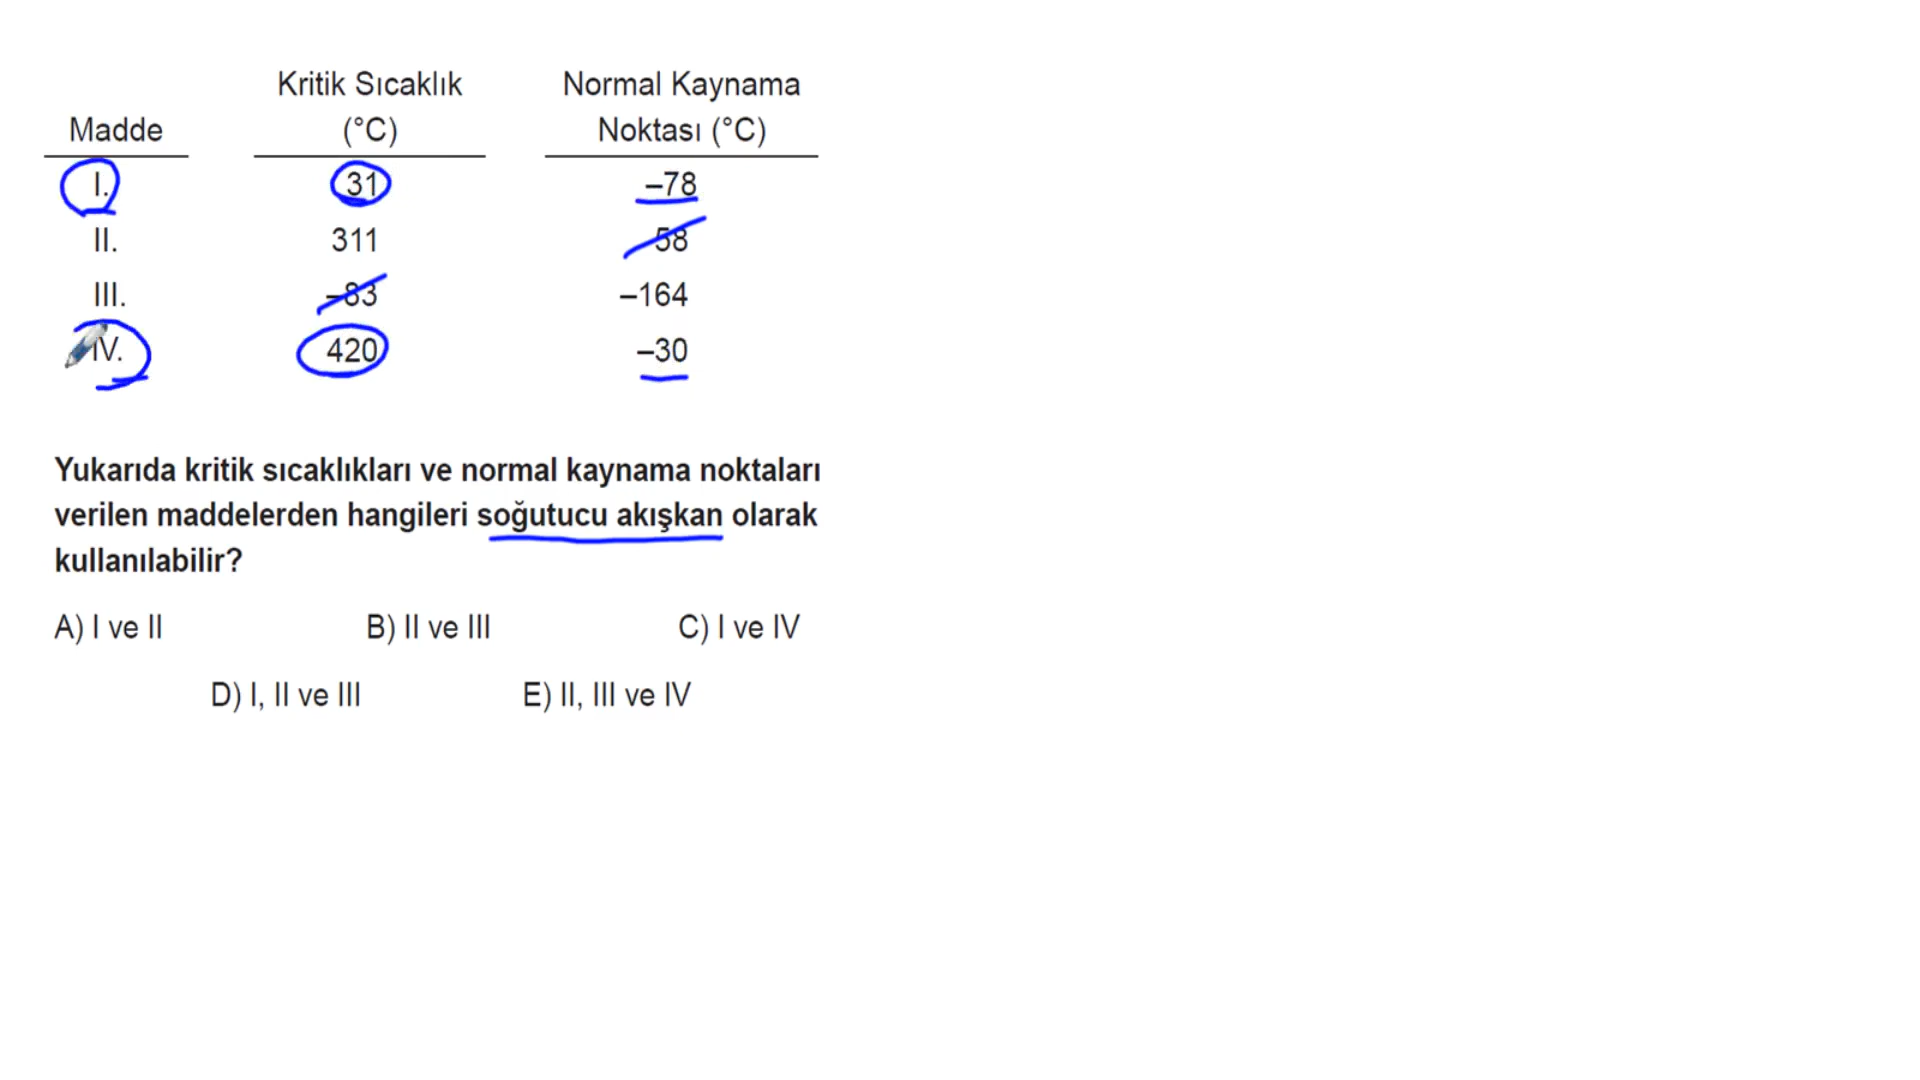 Kritik Sıcaklık Normal Kaynama
Madde (°C) Noktası (°C)
I. 31 –78
II. 311 58
III. –83 –164
IV. 420 –30
Yukarıda kritik sıcaklıkları ve normal kaynama noktaları
verilen maddelerden hangileri soğutucu akışkan olarak
kullanılabilir?
A) I ve II B) II ve III C) I ve IV
D) I, II ve III E) II, III ve IV